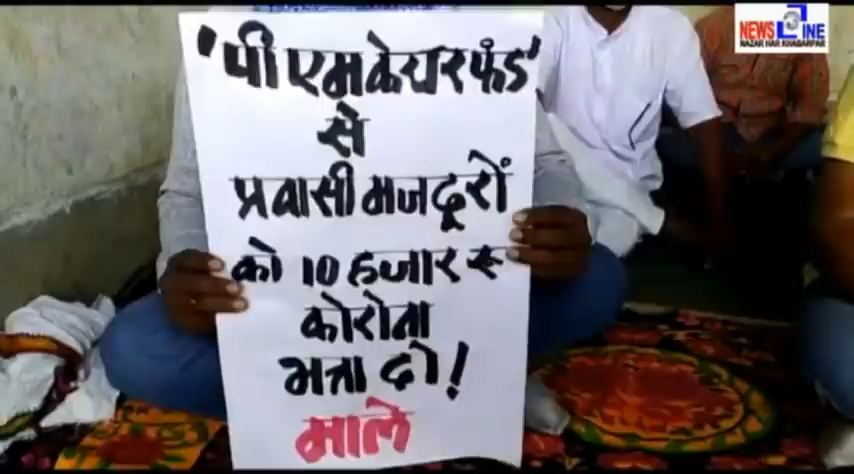 NEWS LINE
NAZAR HAR KHABAR PAR
'पी एम केयर फंड'
से
प्रवासी मजदूरों
को 10 हजार रू
कोरोना
भत्ता दो!
माले